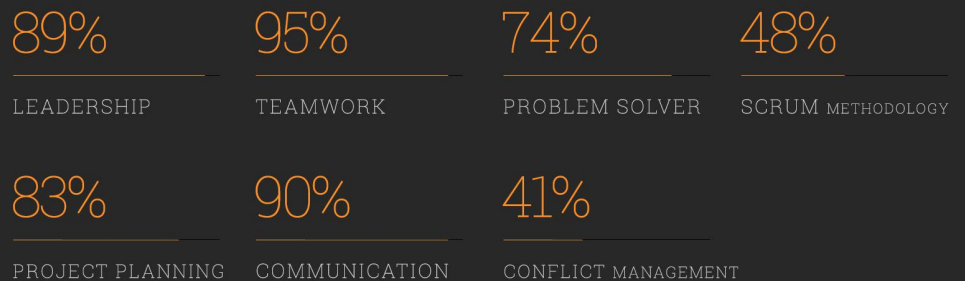 89% 95% 74% 48%
LEADERSHIP TEAMWORK PROBLEM SOLVER SCRUM METHODOLOGY
83% 90% 41%
PROJECT PLANNING COMMUNICATION CONFLICT MANAGEMENT